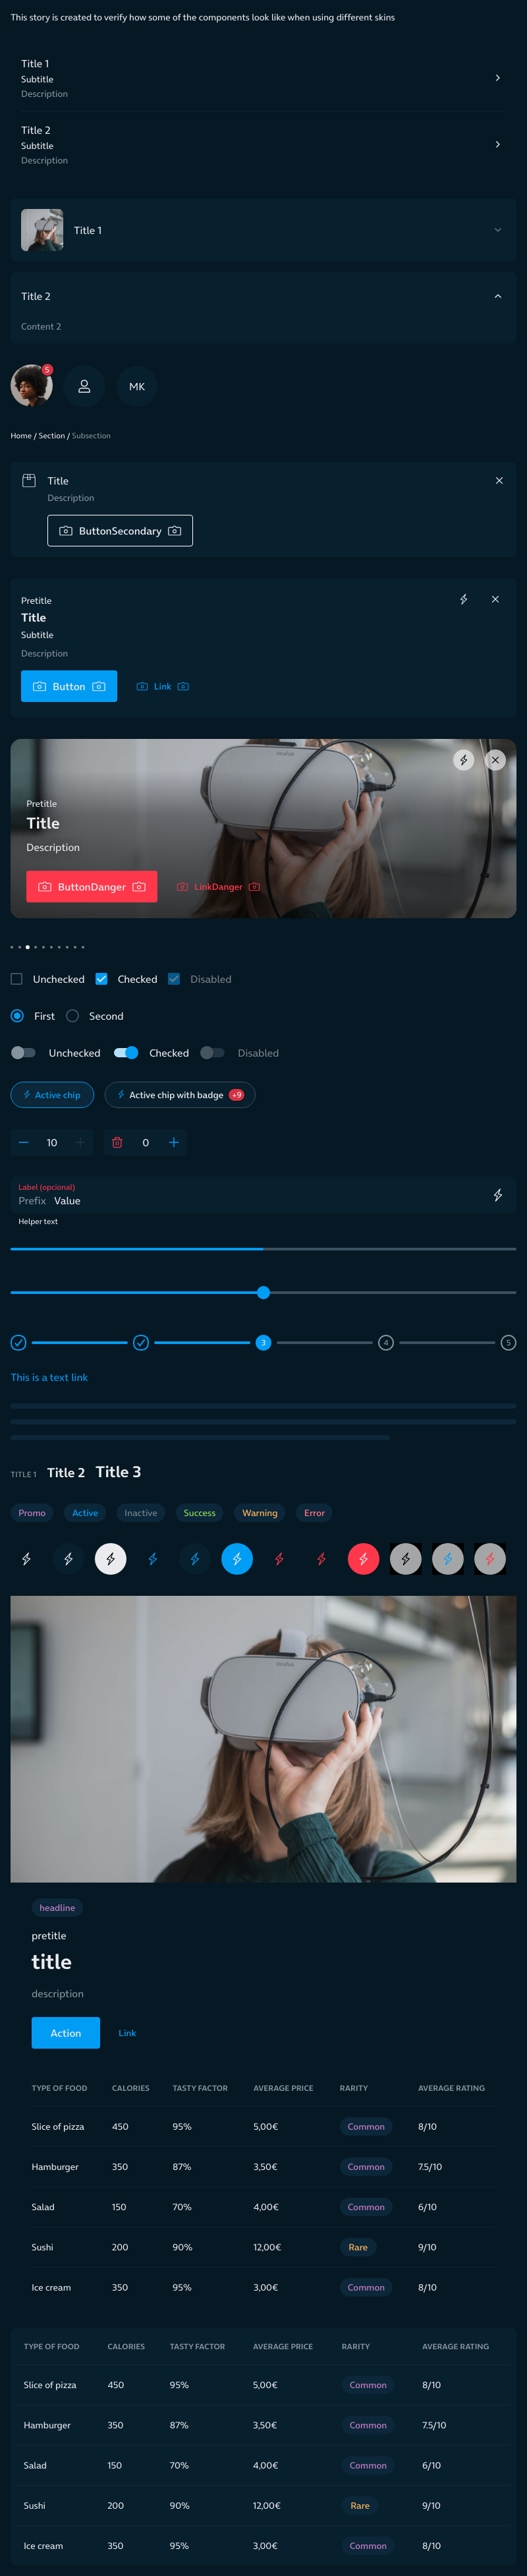 This story is created to verify how some of the components look like when using different skins
Title 1
Subtitle
Description
Title 2
Subtitle
Description
Title 1
Title 2
Content 2
5
MK
Home / Section / Subsection
Title
Description
ButtonSecondary
Pretitle
Title
Subtitle
Description
Button Link
oculus
Pretitle
Title
Description
ButtonDanger LinkDanger
Unchecked Checked Disabled
First Second
Unchecked Checked Disabled
Active chip Active chip with badge +9
10 0
Label (opcional)
Prefix Value
Helper text
3 4 5
This is a text link
TITLE 1 Title 2 Title 3
Promo Active Inactive Success Warning Error
oculus
headline
pretitle
title
description
Action Link
TYPE OF FOOD CALORIES TASTY FACTOR AVERAGE PRICE RARITY AVERAGE RATING
Slice of pizza 450 95% 5,00€ Common 8/10
Hamburger 350 87% 3,50€ Common 7.5/10
Salad 150 70% 4,00€ Common 6/10
Sushi 200 90% 12,00€ Rare 9/10
Ice cream 350 95% 3,00€ Common 8/10
TYPE OF FOOD CALORIES TASTY FACTOR AVERAGE PRICE RARITY AVERAGE RATING
Slice of pizza 450 95% 5,00€ Common 8/10
Hamburger 350 87% 3,50€ Common 7.5/10
Salad 150 70% 4,00€ Common 6/10
Sushi 200 90% 12,00€ Rare 9/10
Ice cream 350 95% 3,00€ Common 8/10